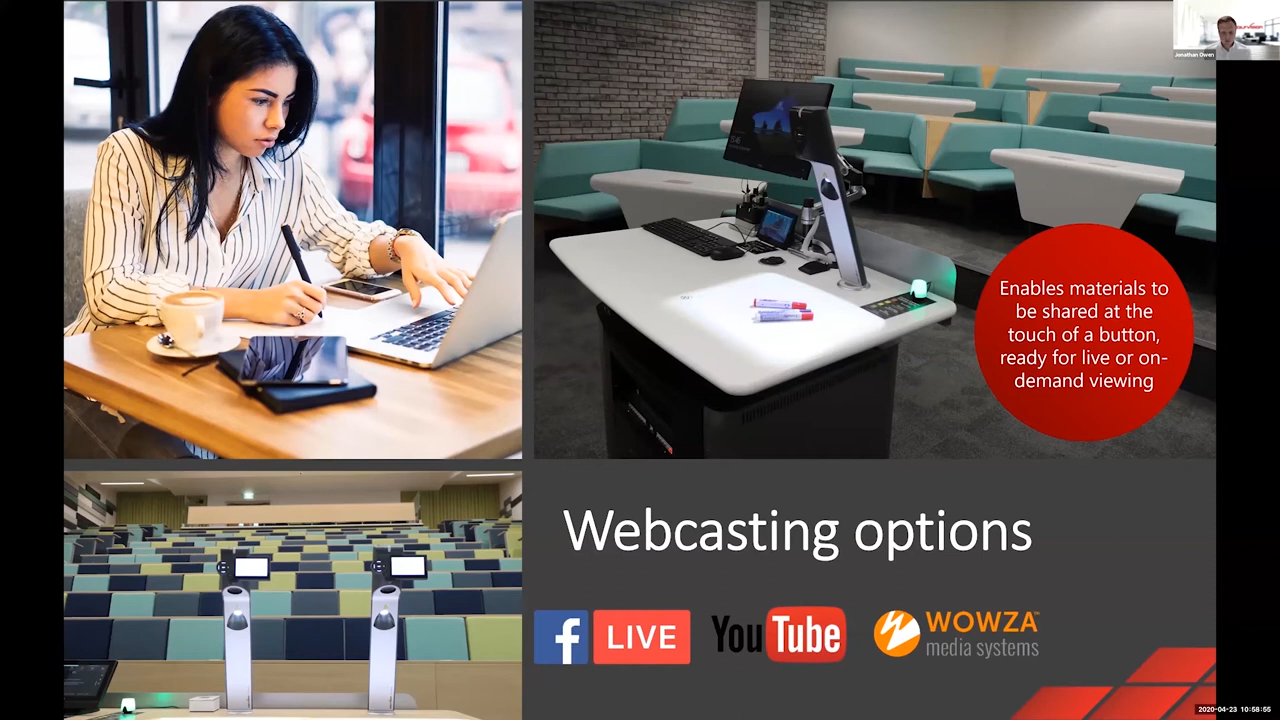 Jonathan Owen
Enables materials to
be shared at the
touch of a button,
ready for live or on-
demand viewing
Webcasting options
f LIVE YouTube WOWZA™
media systems
2020-04-23 10:58:55